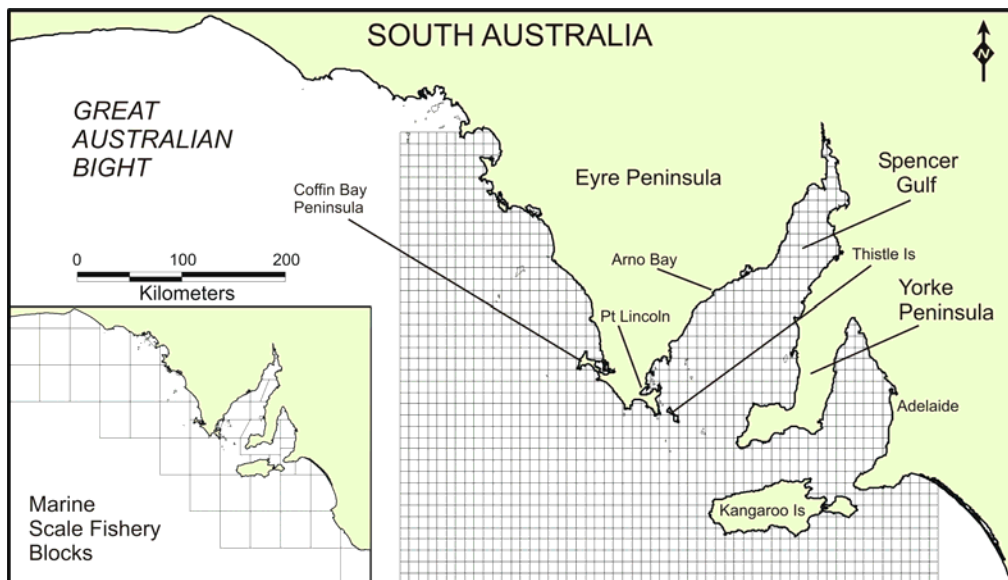 SOUTH AUSTRALIA
N
GREAT
AUSTRALIAN
BIGHT
Coffin Bay
Peninsula
Eyre Peninsula
Spencer
Gulf
Arno Bay
Thistle Is
0 100 200
Kilometers
Pt Lincoln
Yorke
Peninsula
Adelaide
Kangaroo Is
Marine
Scale Fishery
Blocks